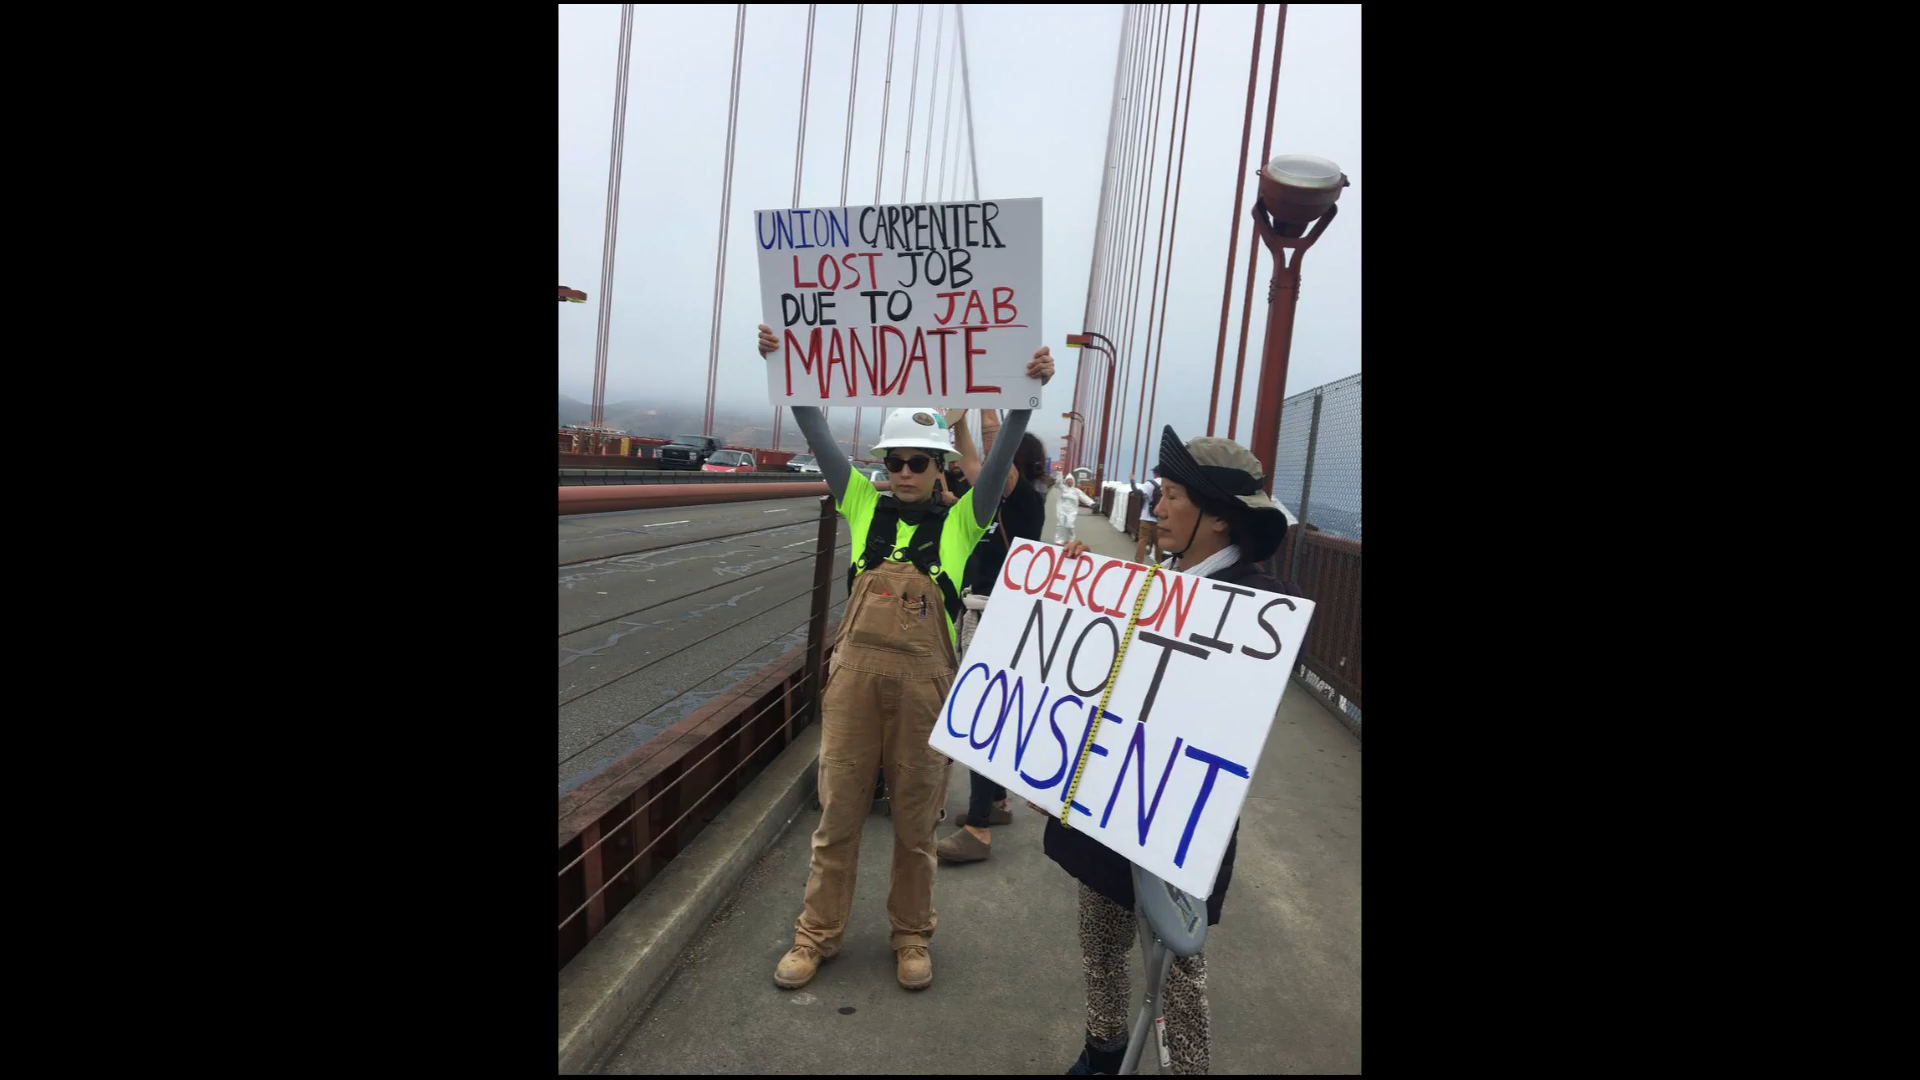 UNION CARPENTER
LOST JOB
DUE TO JAB
MANDATE
COERCION IS
NOT
CONSENT